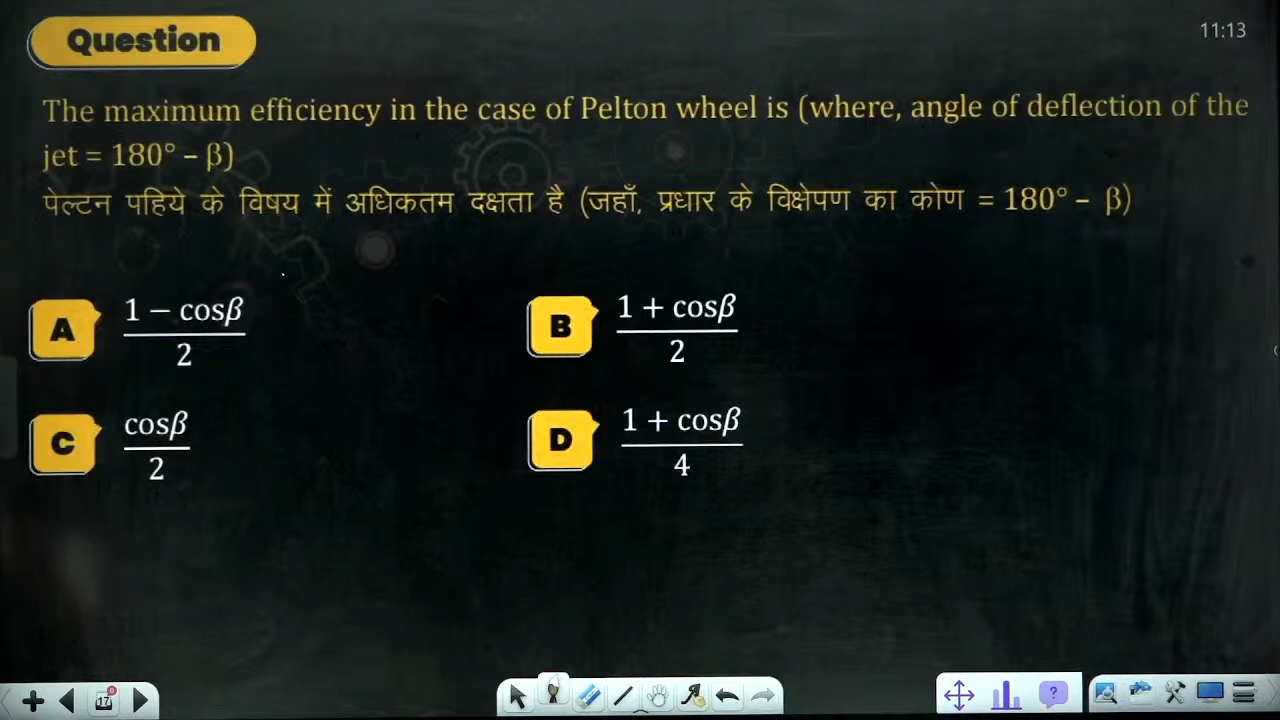 Question
11:13
The maximum efficiency in the case of Pelton wheel is (where, angle of deflection of the
jet = 180° – β)
पेल्टन पहिये के विषय में अधिकतम दक्षता है (जहाँ, प्रधार के विक्षेपण का कोण = 180° – β)
A
1 − cosβ
2
B
1 + cosβ
2
C
cosβ
2
D
1 + cosβ
4
17